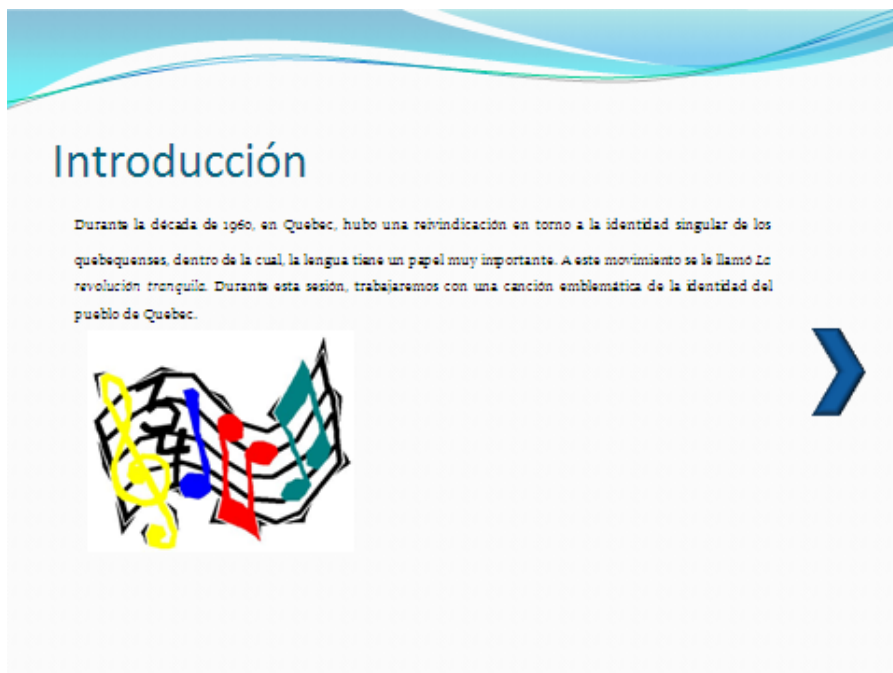 Introducción
Durante la década de 1960, en Quebec, hubo una reivindicación en torno a la identidad singular de los
quebequenses, dentro de la cual, la lengua tiene un papel muy importante. A este movimiento se le llamó La
revolución tranquila. Durante esta sesión, trabajaremos con una canción emblemática de la identidad del
pueblo de Quebec.
3
4